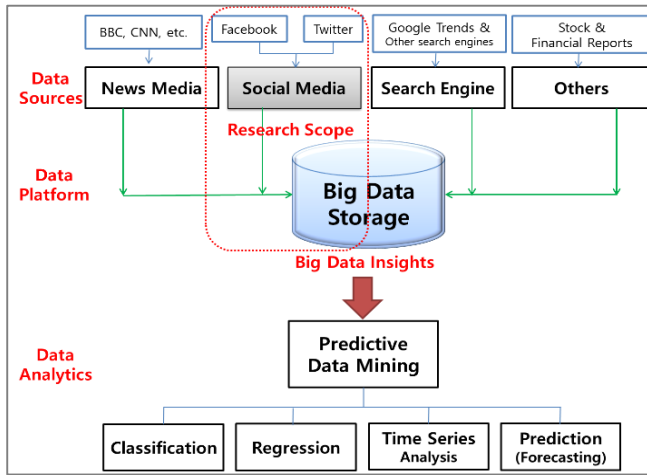 BBC, CNN, etc.
Facebook
Twitter
Google Trends &
Other search engines
Stock &
Financial Reports
Data
Sources
News Media
Social Media
Search Engine
Others
Research Scope
Data
Platform
Big Data
Storage
Big Data Insights
Data
Analytics
Predictive
Data Mining
Classification
Regression
Time Series
Analysis
Prediction
(Forecasting)